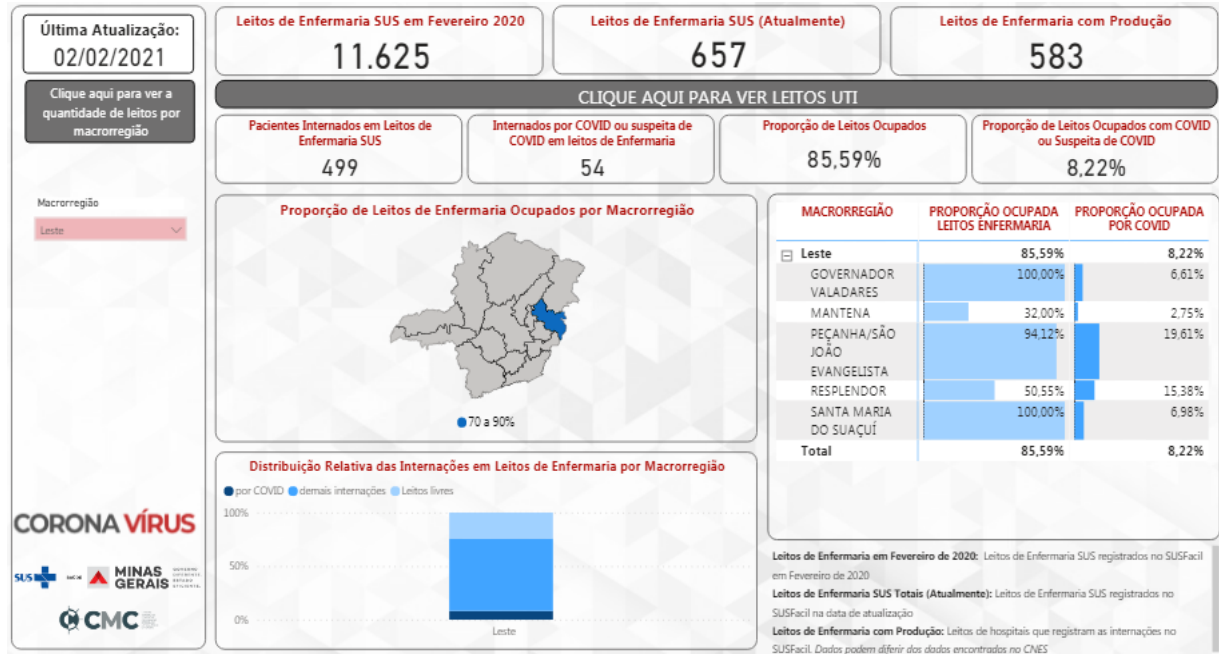 Última Atualização:
02/02/2021
Clique aqui para ver a
quantidade de leitos por
macrorregião
Macrorregião
Leste
CORONA VÍRUS
SUS
MINAS
GERAIS
CMC
Leitos de Enfermaria SUS em Fevereiro 2020
11.625
Leitos de Enfermaria SUS (Atualmente)
657
Leitos de Enfermaria com Produção
583
CLIQUE AQUI PARA VER LEITOS UTI
Pacientes Internados em Leitos de
Enfermaria SUS
499
Internados por COVID ou suspeita de
COVID em leitos de Enfermaria
54
Proporção de Leitos Ocupados
85,59%
Proporção de Leitos Ocupados com COVID
ou Suspeita de COVID
8,22%
Proporção de Leitos de Enfermaria Ocupados por Macrorregião
70 a 90%
Distribuição Relativa das Internações em Leitos de Enfermaria por Macrorregião
por COVID demais internações Leitos livres
100%
50%
0%
Leste
MACRORREGIÃO PROPORÇÃO OCUPADA PROPORÇÃO OCUPADA
LEITOS ENFERMARIA POR COVID
Leste 85,59% 8,22%
GOVERNADOR 100,00% 6,61%
VALADARES
MANTENA 32,00% 2,75%
PEÇANHA/SÃO 94,12% 19,61%
JOÃO
EVANGELISTA
RESPLENDOR 50,55% 15,38%
SANTA MARIA 100,00% 6,98%
DO SUAÇUÍ
Total 85,59% 8,22%
Leitos de Enfermaria em Fevereiro de 2020: Leitos de Enfermaria SUS registrados no SUSFacil
em Fevereiro de 2020
Leitos de Enfermaria SUS Totais (Atualmente): Leitos de Enfermaria SUS registrados no
SUSFacil na data de atualização
Leitos de Enfermaria com Produção: Leitos de hospitais que registram as internações no
SUSFacil. Dados podem diferir dos dados encontrados no CNES